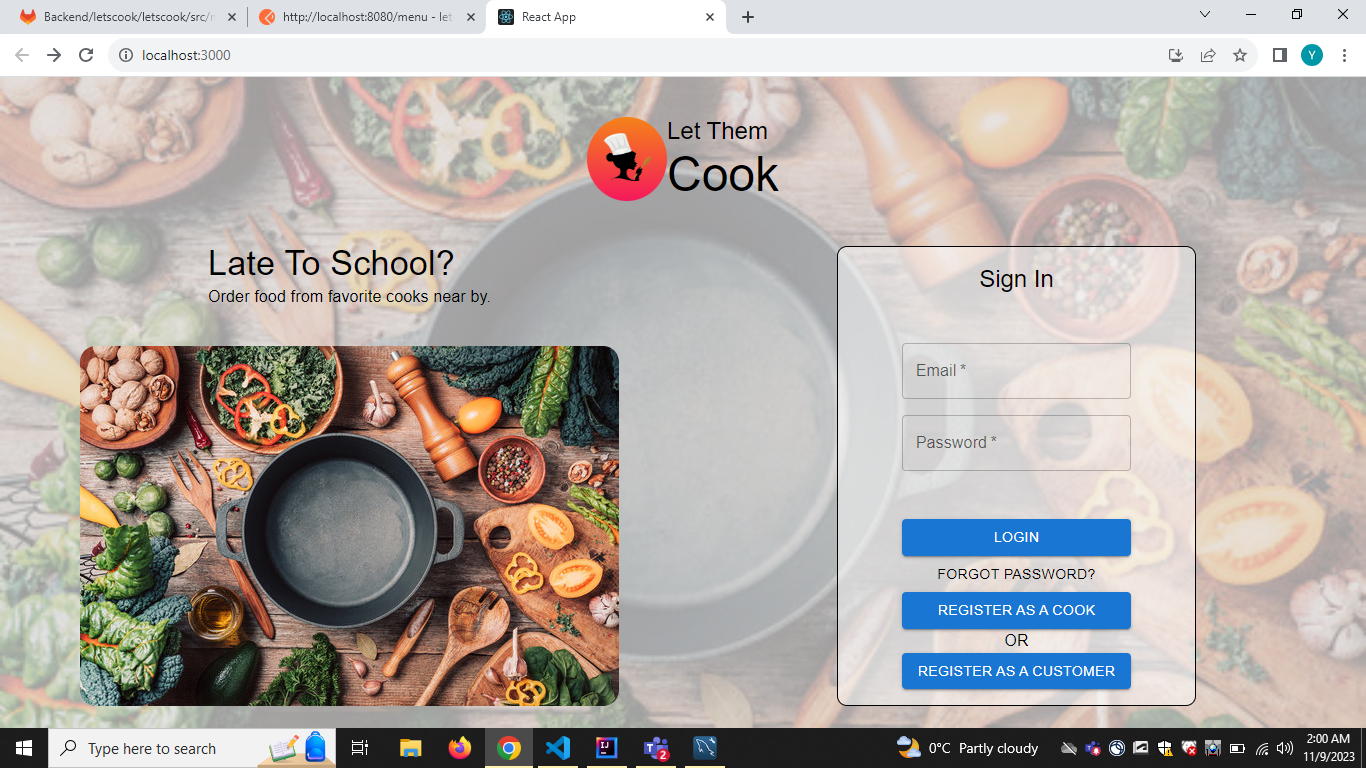 Backend/letscook/letscook/src/
http://localhost:8080/menu - let
React App
localhost:3000
Y
Let Them
Cook
Late To School?
Order food from favorite cooks near by.
Sign In
Email *
Password *
LOGIN
FORGOT PASSWORD?
REGISTER AS A COOK
OR
REGISTER AS A CUSTOMER
Type here to search
2
0°C Partly cloudy
2:00 AM
11/9/2023